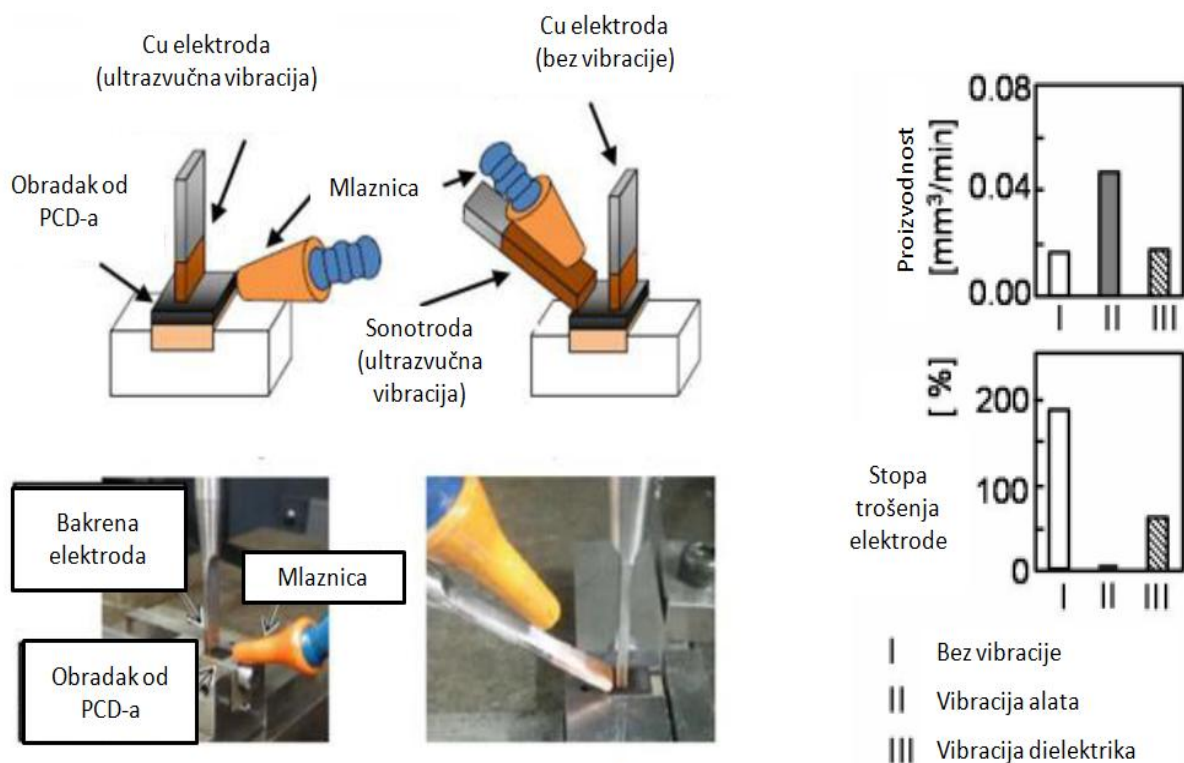 Cu elektroda
(ultrazvučna vibracija)
Cu elektroda
(bez vibracije)
Obradak od
PCD-a
Mlaznica
Sonotroda
(ultrazvučna
vibracija)
Bakrena
elektroda
Mlaznica
Obradak od
PCD-a
Proizvodnost
[mm³/min]
0.08
0.04
0.00
I II III
[ %]
200
100
0
Stopa
trošenja
elektrode
I II III
I Bez vibracije
II Vibracija alata
III Vibracija dielektrika